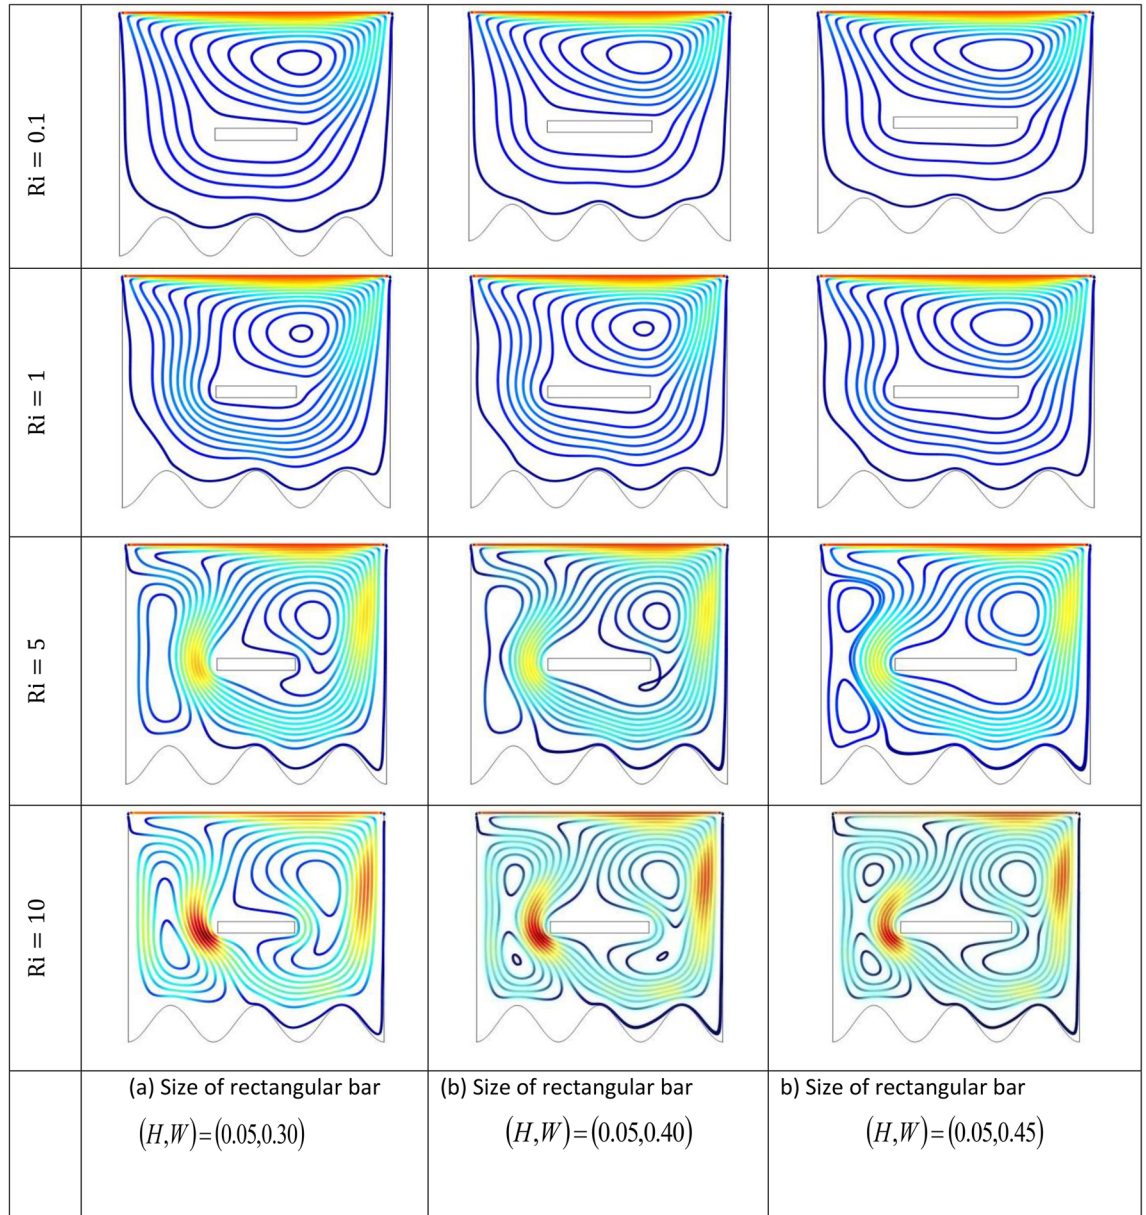 Ri = 0.1
Ri = 1
Ri = 5
Ri = 10
(a) Size of rectangular bar
(H,W)=(0.05,0.30)
(b) Size of rectangular bar
(H,W)=(0.05,0.40)
b) Size of rectangular bar
(H,W)=(0.05,0.45)